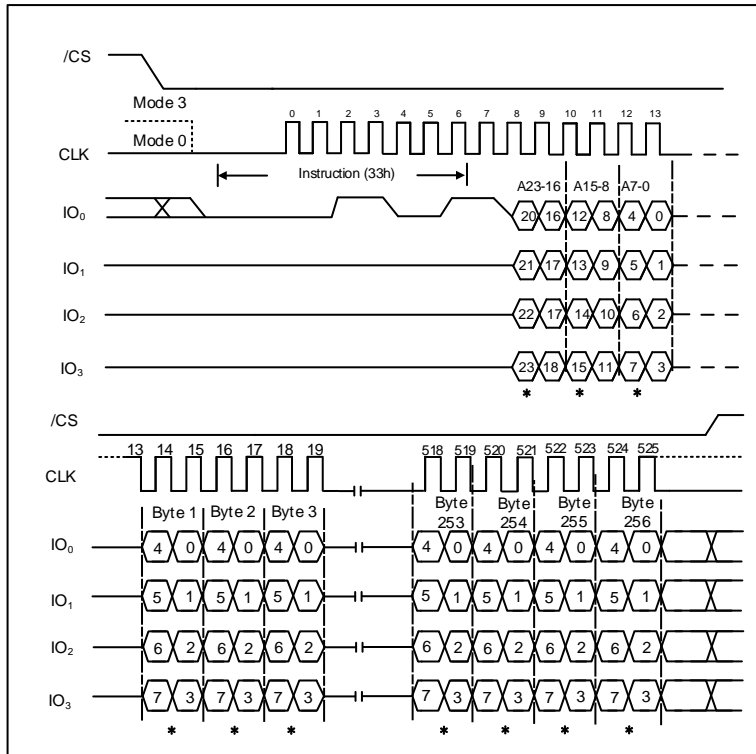 /CS
Mode 3
Mode 0
CLK
0 1 2 3 4 5 6 7 8 9 10 11 12 13
Instruction (33h)
A23-16 A15-8 A7-0
IO0 20 16 12 8 4 0
IO1 21 17 13 9 5 1
IO2 22 17 14 10 6 2
IO3 23 18 15 11 7 3
* * *
/CS
13 14 15 16 17 18 19 518 519 520 521 522 523 524 525
CLK
Byte 1 Byte 2 Byte 3 Byte 253 Byte 254 Byte 255 Byte 256
IO0 4 0 4 0 4 0 4 0 4 0 4 0 4 0
IO1 5 1 5 1 5 1 5 1 5 1 5 1 5 1
IO2 6 2 6 2 6 2 6 2 6 2 6 2 6 2
IO3 7 3 7 3 7 3 7 3 7 3 7 3 7 3
* * * * * * *